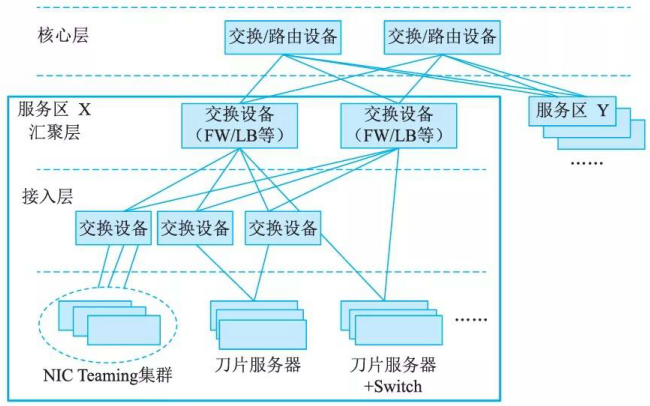 核心层
交换/路由设备
交换/路由设备
服务区 X
汇聚层
交换设备
（FW/LB等）
交换设备
（FW/LB等）
服务区 Y
……
接入层
交换设备
交换设备
交换设备
……
NIC Teaming集群
刀片服务器
刀片服务器
+Switch